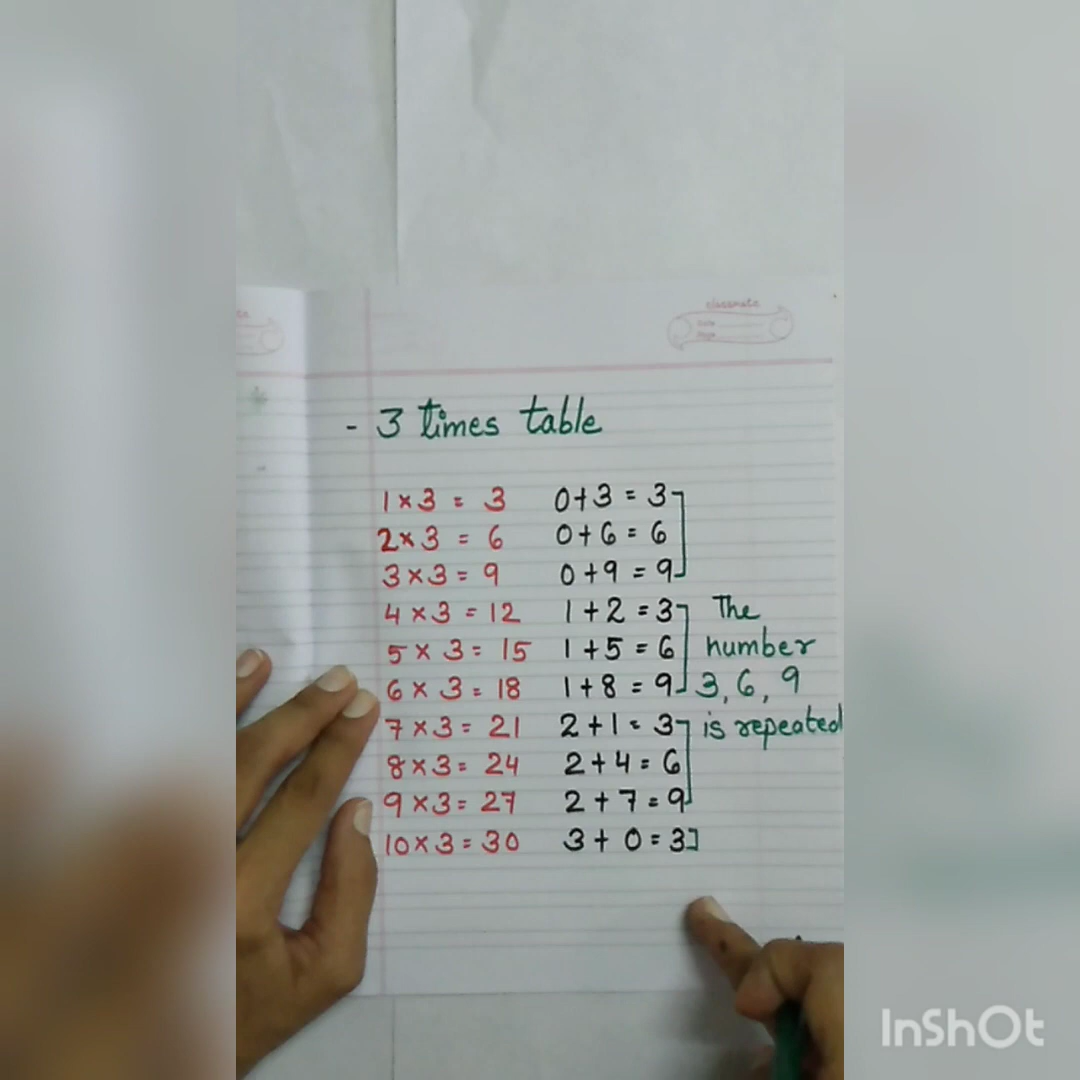 classmate
Date
Page
- 3 times table
1 × 3 = 3 0 + 3 = 3
2 × 3 = 6 0 + 6 = 6
3 × 3 = 9 0 + 9 = 9
4 × 3 = 12 1 + 2 = 3 The
5 × 3 = 15 1 + 5 = 6 number
6 × 3 = 18 1 + 8 = 9 3, 6, 9
7 × 3 = 21 2 + 1 = 3 is repeated
8 × 3 = 24 2 + 4 = 6
9 × 3 = 27 2 + 7 = 9
10 × 3 = 30 3 + 0 = 3
InShOt